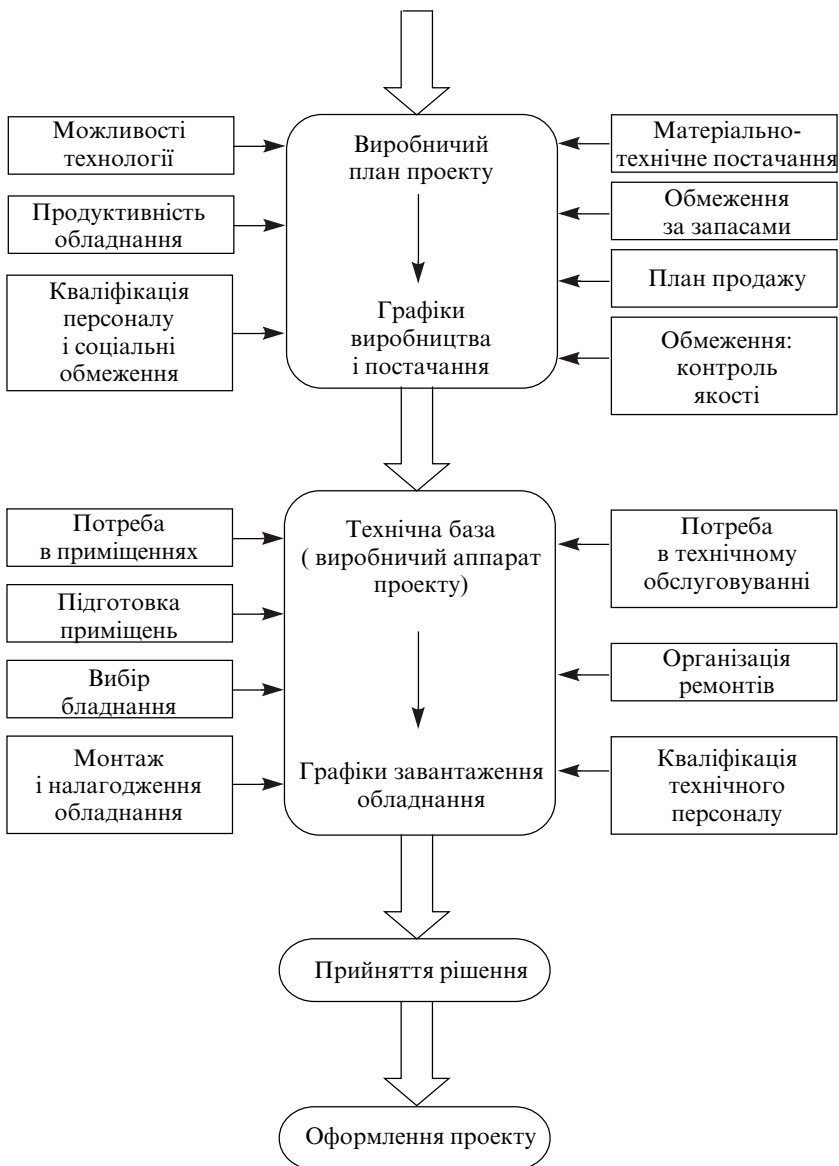 Можливості
технології
Продуктивність
обладнання
Кваліфікація
персоналу
і соціальні
обмеження
Виробничий
план проекту
Графіки
виробництва
і постачання
Матеріально-
технічне постачання
Обмеження
за запасами
План продажу
Обмеження:
контроль
якості
Потреба
в приміщеннях
Підготовка
приміщень
Вибір
бладнання
Монтаж
і налагодження
обладнання
Технічна база
( виробничий аппарат
проекту)
Графіки завантаження
обладнання
Потреба
в технічному
обслуговуванні
Організація
ремонтів
Кваліфікація
технічного
персоналу
Прийняття рішення
Оформлення проекту